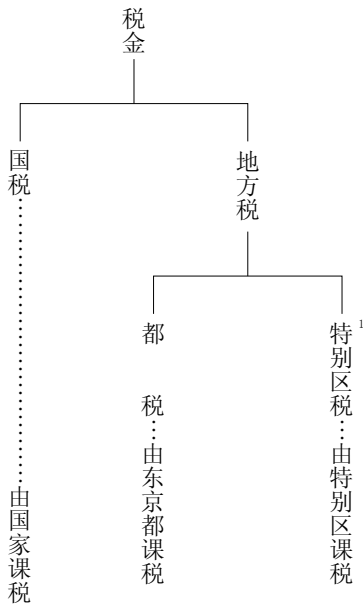 税金
国税……………………由国家课税
地方税
都税…由东京都课税
特别区税…由特别区课税
1